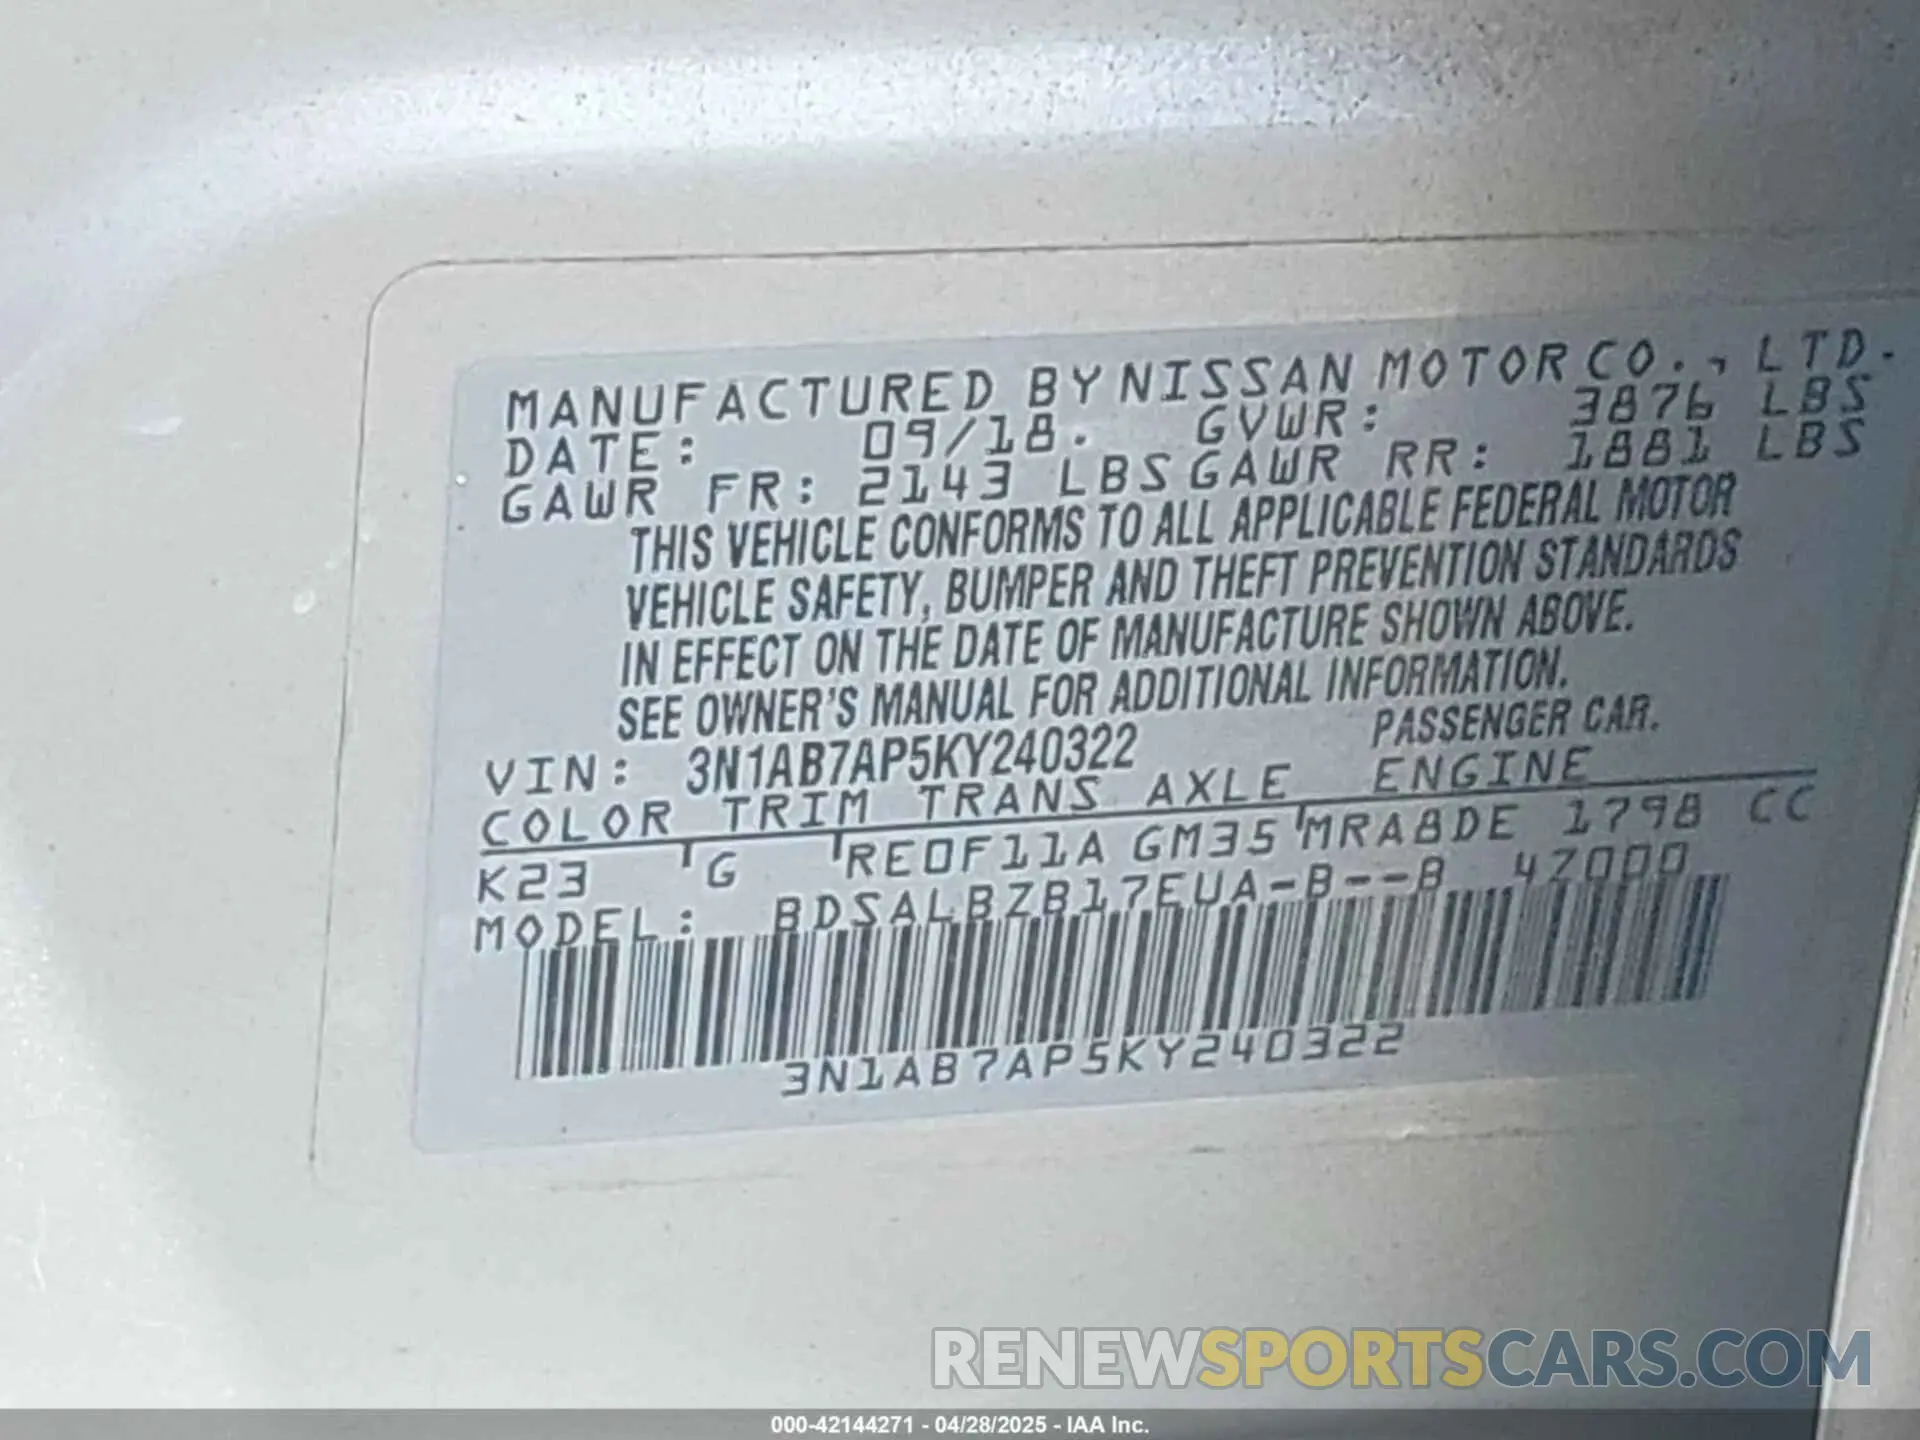 MANUFACTURED BY NISSAN MOTOR CO., LTD.
DATE: 09/18. GVWR: 3876 LBS
GAWR FR: 2143 LBS GAWR RR: 1881 LBS
THIS VEHICLE CONFORMS TO ALL APPLICABLE FEDERAL MOTOR
VEHICLE SAFETY, BUMPER AND THEFT PREVENTION STANDARDS
IN EFFECT ON THE DATE OF MANUFACTURE SHOWN ABOVE.
SEE OWNER'S MANUAL FOR ADDITIONAL INFORMATION.
VIN: 3N1AB7AP5KY240322 PASSENGER CAR.
COLOR TRIM TRANS AXLE ENGINE
K23 G RE0F11A GM35 MRA8DE 1798 CC
MODEL: BDSALBZB17EUA-B--B 47000
3N1AB7AP5KY240322
RENEWSPORTSCARS.COM
000-42144271 - 04/28/2025 - IAA Inc.